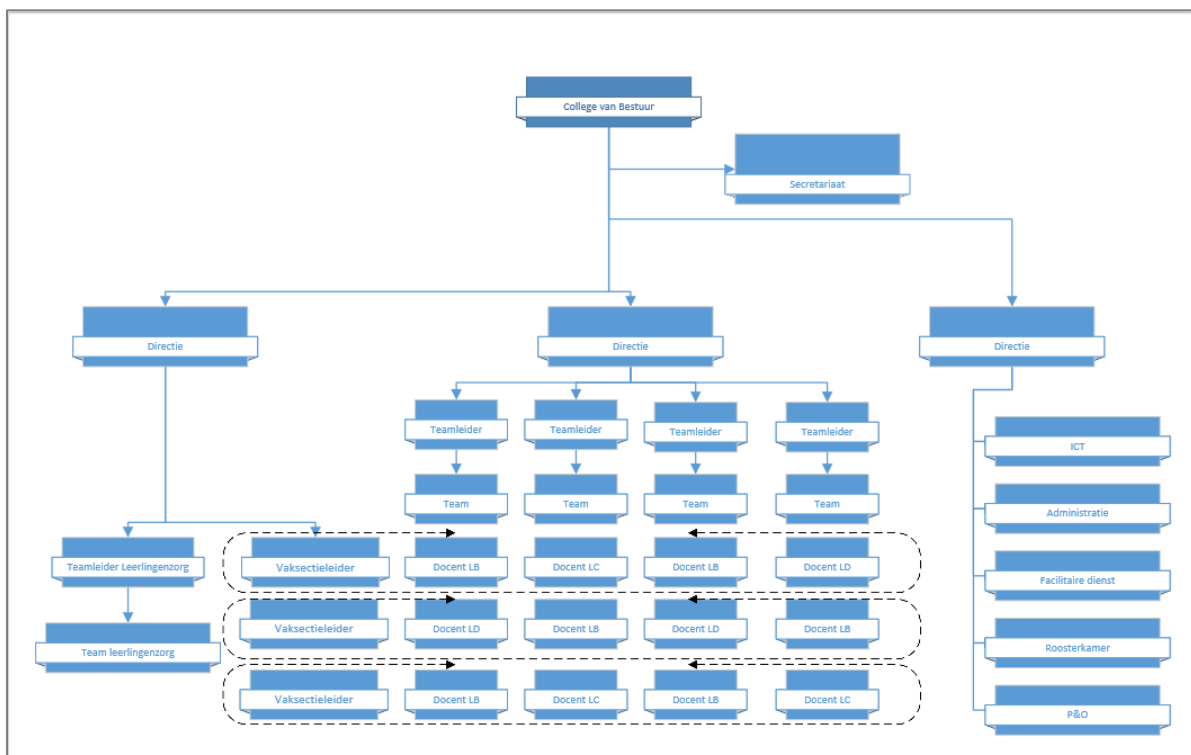 College van Bestuur
Secretariaat
Directie
Directie
Directie
Teamleider
Teamleider
Teamleider
Teamleider
ICT
Team
Team
Team
Team
Administratie
Teamleider Leerlingenzorg
Vaksectieleider
Docent LB
Docent LC
Docent LB
Docent LD
Facilitaire dienst
Vaksectieleider
Docent LD
Docent LB
Docent LD
Docent LB
Roosterkamer
Team leerlingenzorg
Vaksectieleider
Docent LB
Docent LC
Docent LB
Docent LC
P&O